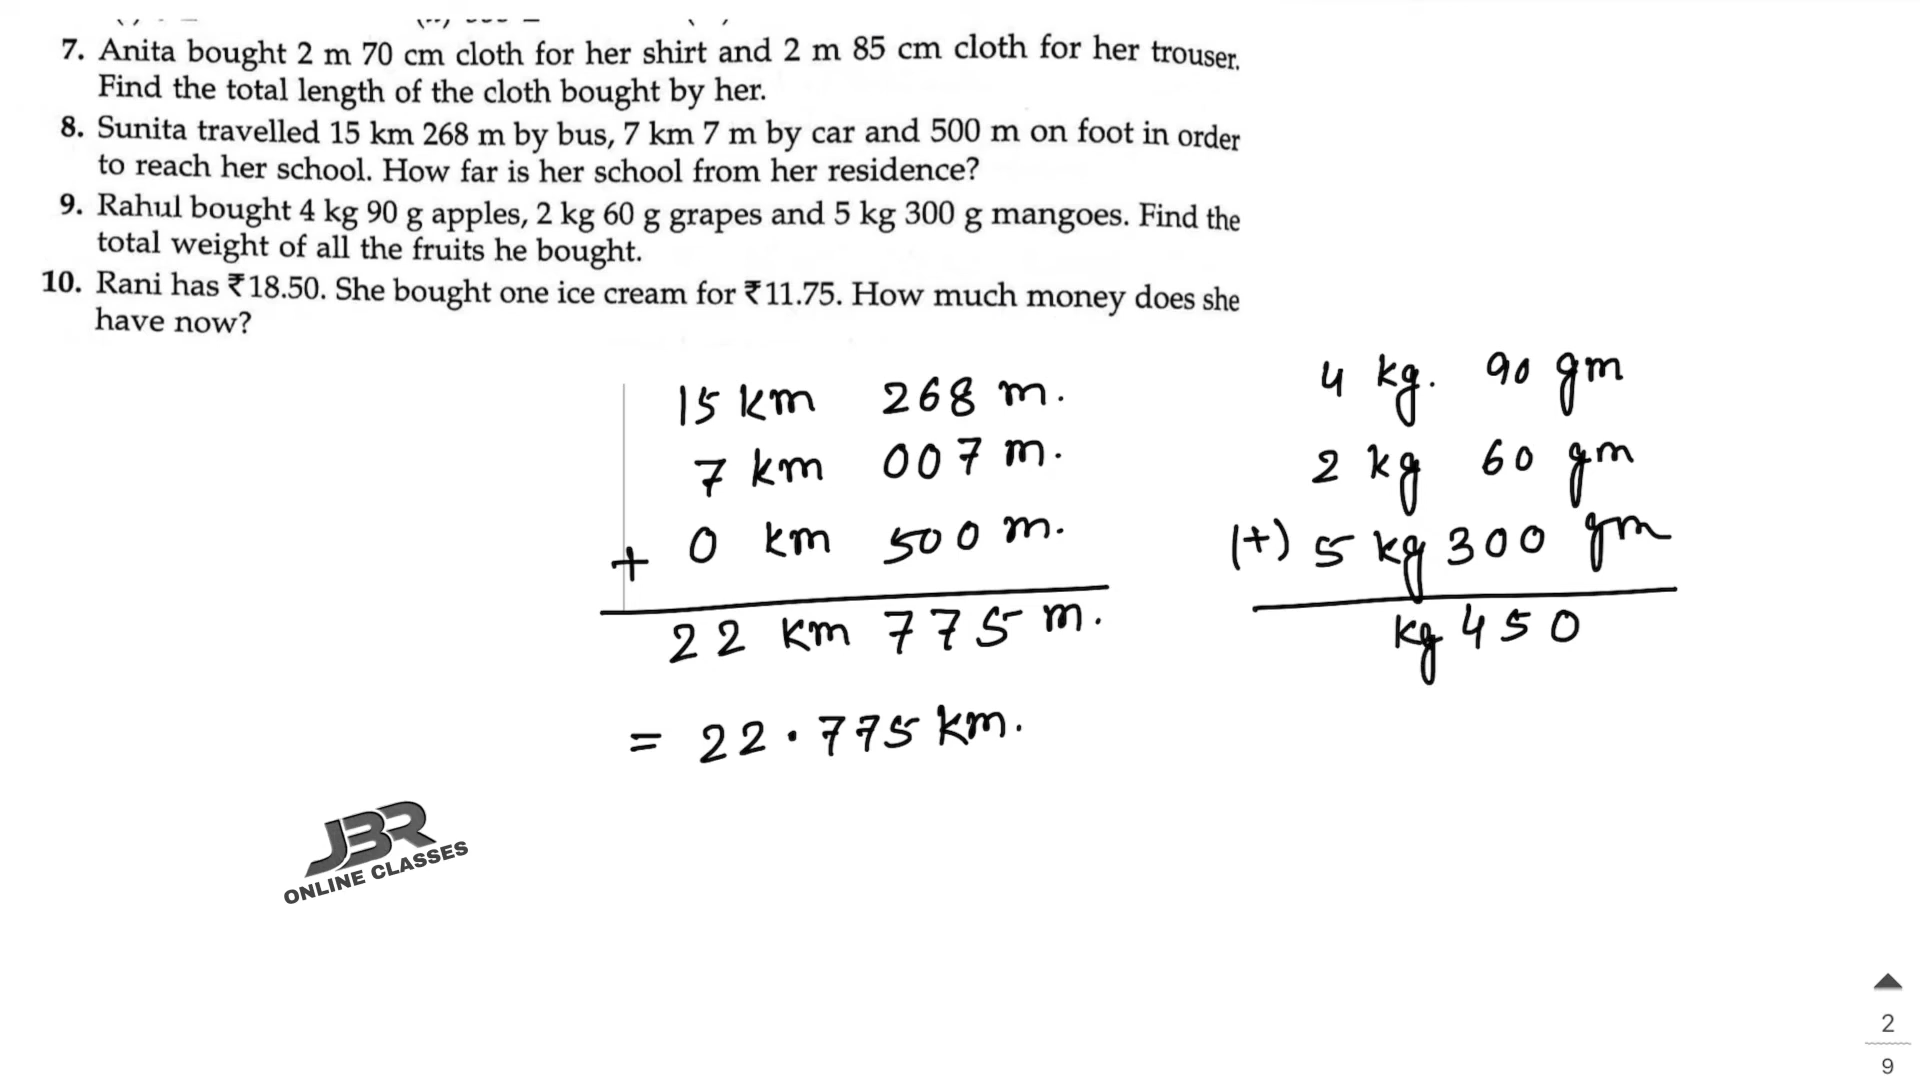 7. Anita bought 2 m 70 cm cloth for her shirt and 2 m 85 cm cloth for her trouser.
Find the total length of the cloth bought by her.
8. Sunita travelled 15 km 268 m by bus, 7 km 7 m by car and 500 m on foot in order
to reach her school. How far is her school from her residence?
9. Rahul bought 4 kg 90 g apples, 2 kg 60 g grapes and 5 kg 300 g mangoes. Find the
total weight of all the fruits he bought.
10. Rani has ₹18.50. She bought one ice cream for ₹11.75. How much money does she
have now?
15 km 268 m.
7 km 007 m.
+ 0 km 500 m.
22 km 775 m.
= 22.775 km.
4 kg. 90 gm
2 kg 60 gm
(+) 5 kg 300 gm
kg 450
JBR
ONLINE CLASSES
2
9